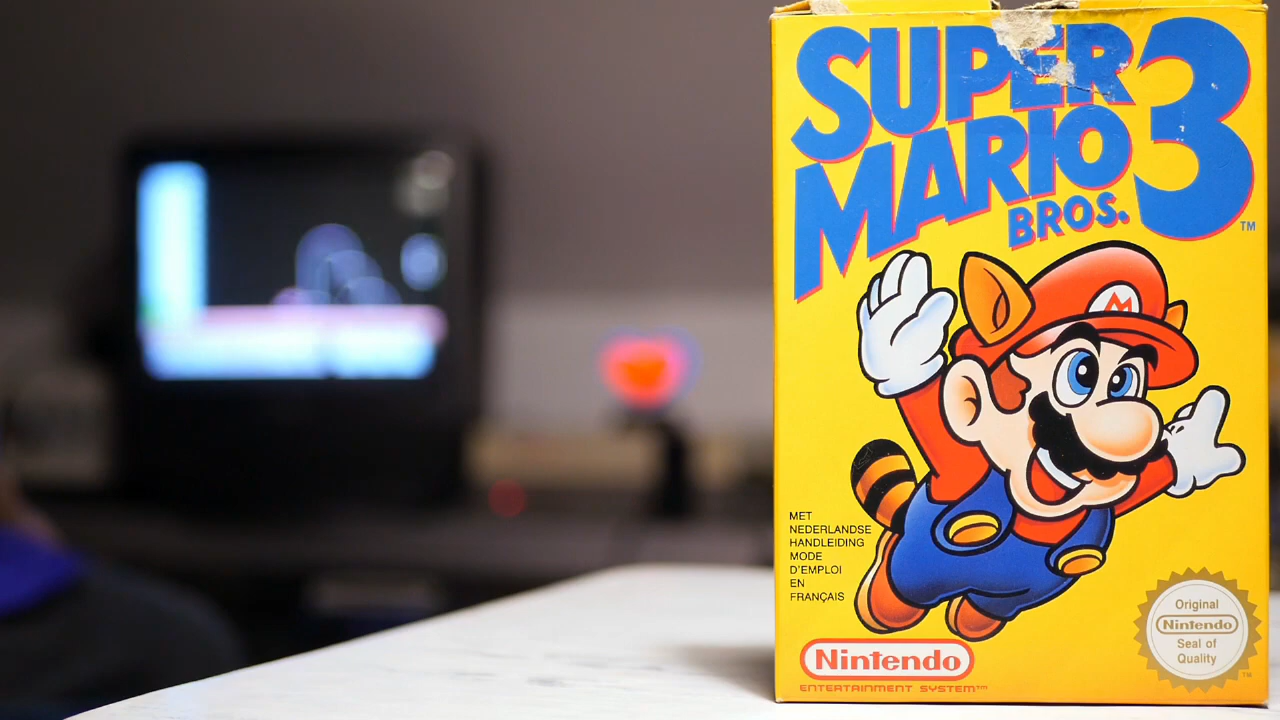 SUPER
MARIO
BROS.
3
TM
M
MET
NEDERLANDSE
HANDLEIDING
MODE
D'EMPLOI
EN
FRANÇAIS
Nintendo
ENTERTAINMENT SYSTEM™
Original
Nintendo
Seal of
Quality
TM